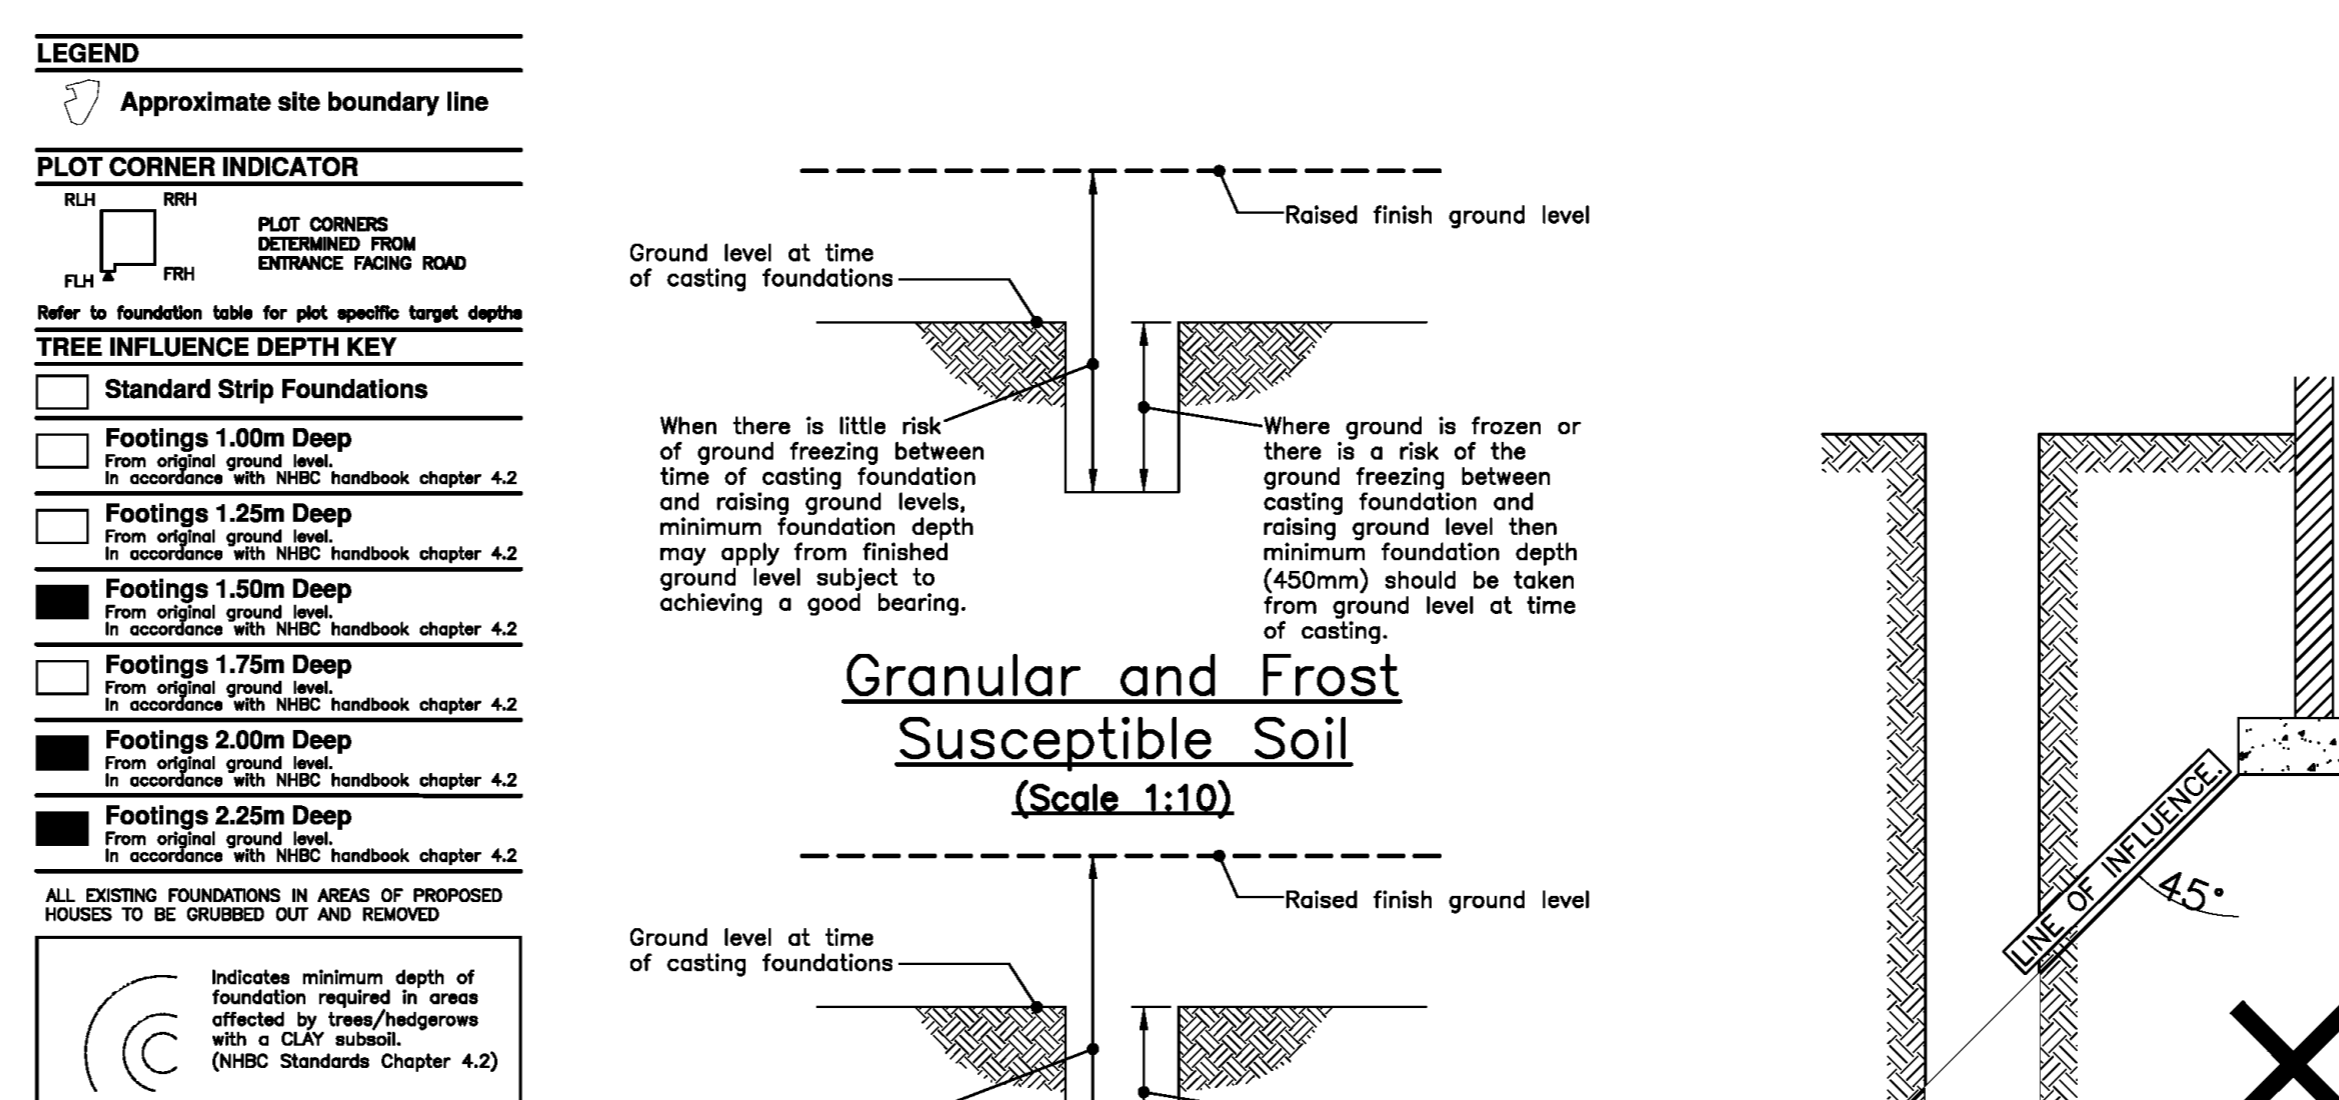 LEGEND
Approximate site boundary line
PLOT CORNER INDICATOR
RLH
RRH
PLOT CORNERS
DETERMINED FROM
ENTRANCE FACING ROAD
FLH
FRH
Refer to foundation table for plot specific target depths
TREE INFLUENCE DEPTH KEY
Standard Strip Foundations
Footings 1.00m Deep
From original ground level.
In accordance with NHBC handbook chapter 4.2
Footings 1.25m Deep
From original ground level.
In accordance with NHBC handbook chapter 4.2
Footings 1.50m Deep
From original ground level.
In accordance with NHBC handbook chapter 4.2
Footings 1.75m Deep
From original ground level.
In accordance with NHBC handbook chapter 4.2
Footings 2.00m Deep
From original ground level.
In accordance with NHBC handbook chapter 4.2
Footings 2.25m Deep
From original ground level.
In accordance with NHBC handbook chapter 4.2
ALL EXISTING FOUNDATIONS IN AREAS OF PROPOSED
HOUSES TO BE GRUBBED OUT AND REMOVED
Indicates minimum depth of
foundation required in areas
affected by trees/hedgerows
with a CLAY subsoil.
(NHBC Standards Chapter 4.2)
Raised finish ground level
Ground level at time
of casting foundations
When there is little risk
of ground freezing between
time of casting foundation
and raising ground levels,
minimum foundation depth
may apply from finished
ground level subject to
achieving a good bearing.
Where ground is frozen or
there is a risk of the
ground freezing between
casting foundation and
raising ground level then
minimum foundation depth
(450mm) should be taken
from ground level at time
of casting.
Granular and Frost
Susceptible Soil
(Scale 1:10)
Raised finish ground level
Ground level at time
of casting foundations
LINE OF INFLUENCE.
45°